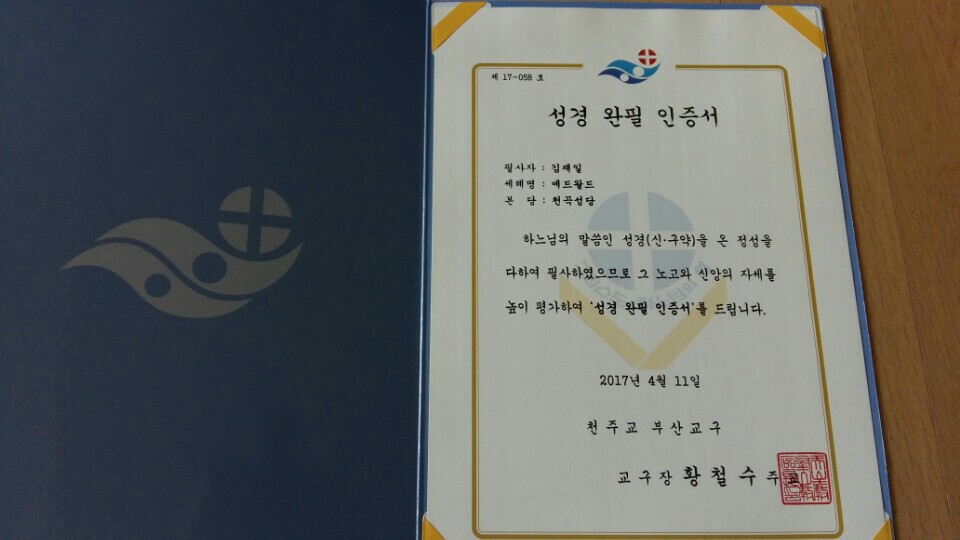 제 17-058 호
성경 완필 인증서
필사자 : 김재일
세례명 : 에드왈드
본 당 : 천곡성당
하느님의 말씀인 성경(신·구약)을 온 정성을
다하여 필사하였으므로 그 노고와 신앙의 자세를
높이 평가하여 '성경 완필 인증서'를 드립니다.
2017년 4월 11일
천주교 부산교구
교구장 황철수 주교